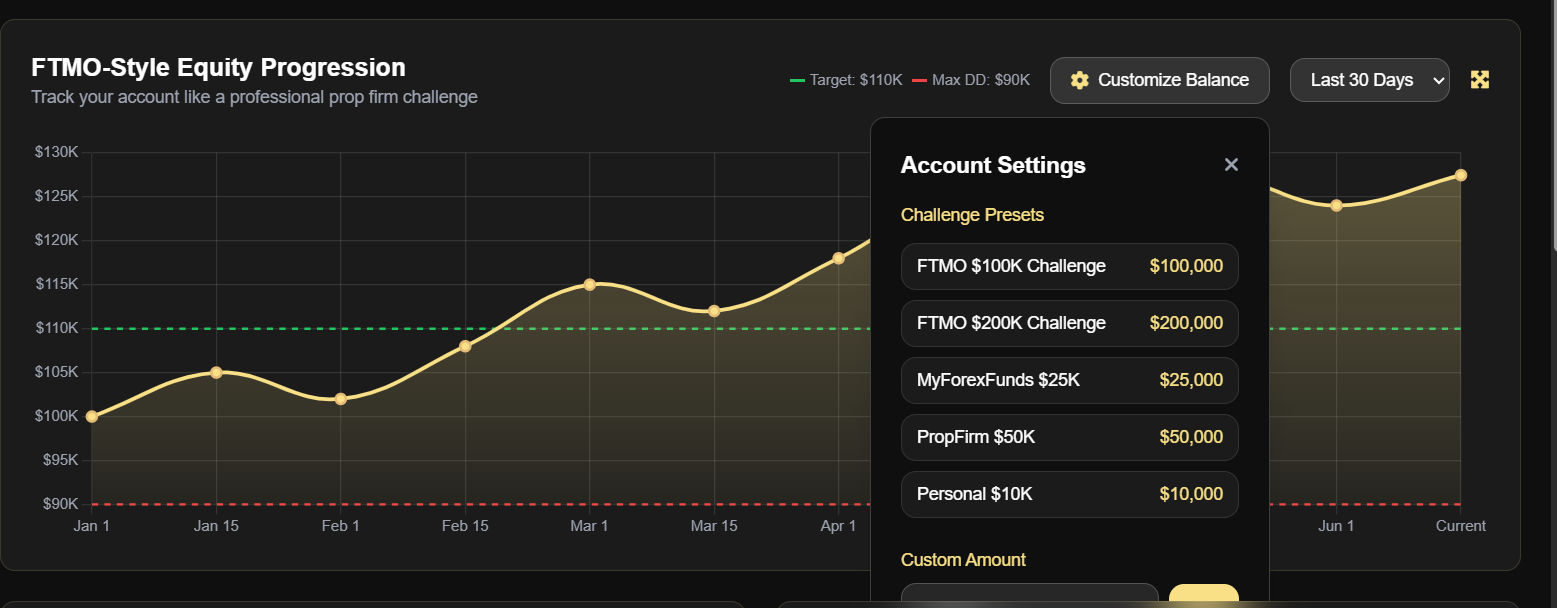 FTMO-Style Equity Progression
Track your account like a professional prop firm challenge
Target: $110K Max DD: $90K
Customize Balance
Last 30 Days
Account Settings
Challenge Presets
FTMO $100K Challenge $100,000
FTMO $200K Challenge $200,000
MyForexFunds $25K $25,000
PropFirm $50K $50,000
Personal $10K $10,000
Custom Amount
$130K
$125K
$120K
$115K
$110K
$105K
$100K
$95K
$90K
Jan 1 Jan 15 Feb 1 Feb 15 Mar 1 Mar 15 Apr 1 Jun 1 Current